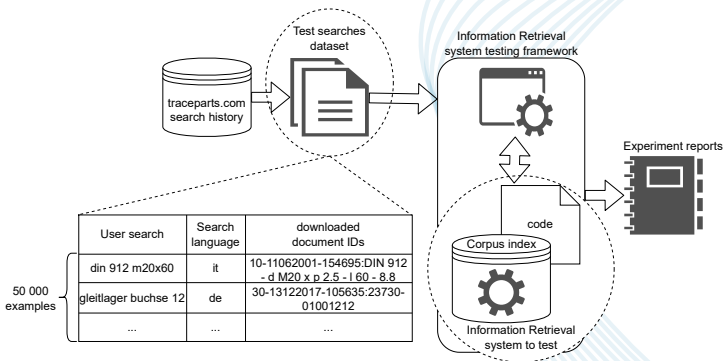 Test searches
dataset
Information Retrieval
system testing framework
traceparts.com
search history
Experiment reports
code
Corpus index
Information Retrieval
system to test
User search
Search
language
downloaded
document IDs
din 912 m20x60
it
10-11062001-154695:DIN 912
- d M20 x p 2.5 - l 60 - 8.8
gleitlager buchse 12
de
30-13122017-105635:23730-
01001212
...
...
...
50 000
examples